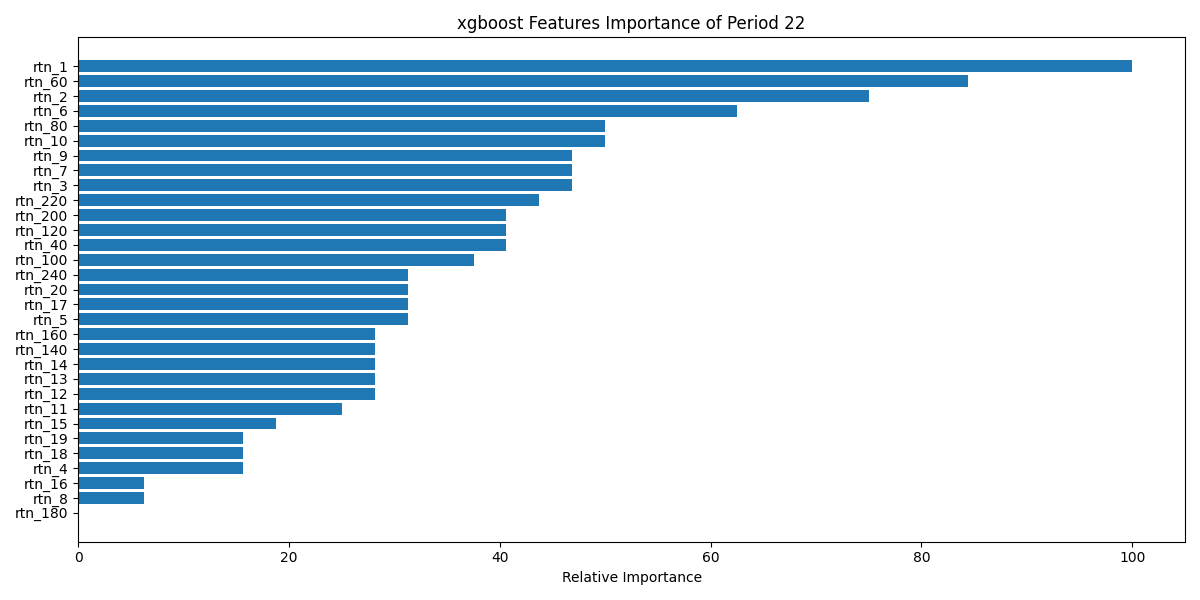 xgboost Features Importance of Period 22
rtn_1
rtn_60
rtn_2
rtn_6
rtn_80
rtn_10
rtn_9
rtn_7
rtn_3
rtn_220
rtn_200
rtn_120
rtn_40
rtn_100
rtn_240
rtn_20
rtn_17
rtn_5
rtn_160
rtn_140
rtn_14
rtn_13
rtn_12
rtn_11
rtn_15
rtn_19
rtn_18
rtn_4
rtn_16
rtn_8
rtn_180
0 20 40 60 80 100
Relative Importance